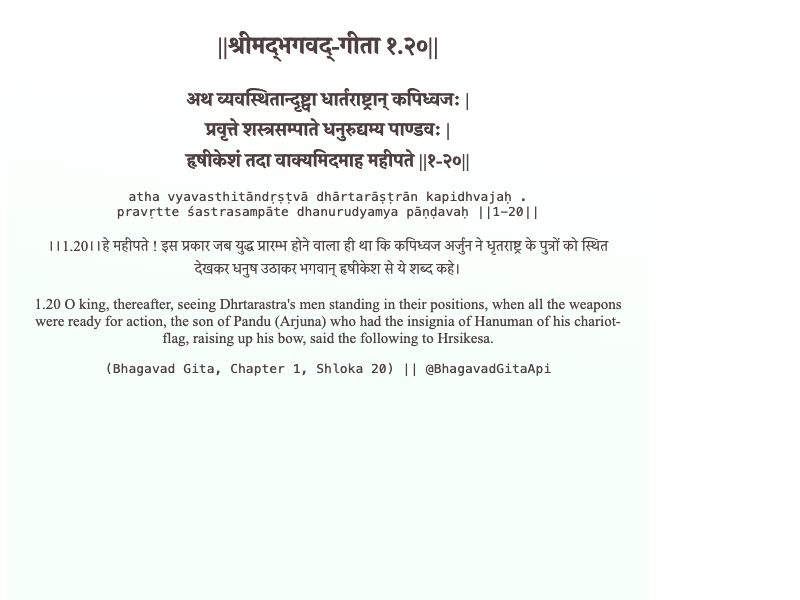 ||श्रीमद्‍भगवद्‍-गीता १.२०||
अथ व्यवस्थितान्दृष्ट्वा धार्तराष्ट्रान् कपिध्वजः |
प्रवृत्ते शस्त्रसम्पाते धनुरुद्यम्य पाण्डवः |
हृषीकेशं तदा वाक्यमिदमाह महीपते ||१-२०||
atha vyavasthitāndṛṣṭvā dhārtarāṣṭrān kapidhvajaḥ .
pravṛtte śastrasampāte dhanurudyamya pāṇḍavaḥ ||1-20||
।।1.20।।हे महीपते ! इस प्रकार जब युद्ध प्रारम्भ होने वाला ही था कि कपिध्वज अर्जुन ने धृतराष्ट्र के पुत्रों को स्थित
देखकर धनुष उठाकर भगवान् हृषीकेश से ये शब्द कहे।
1.20 O king, thereafter, seeing Dhrtarastra's men standing in their positions, when all the weapons
were ready for action, the son of Pandu (Arjuna) who had the insignia of Hanuman of his chariot-
flag, raising up his bow, said the following to Hrsikesa.
(Bhagavad Gita, Chapter 1, Shloka 20) || @BhagavadGitaApi